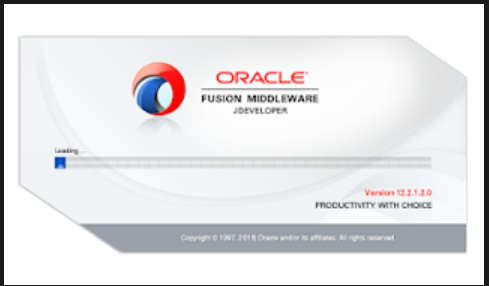 ORACLE
FUSION MIDDLEWARE
JDEVELOPER
Loading...
Version 12.2.1.2.0
PRODUCTIVITY WITH CHOICE
Copyright © 1997, 2016, Oracle and/or its affiliates. All rights reserved